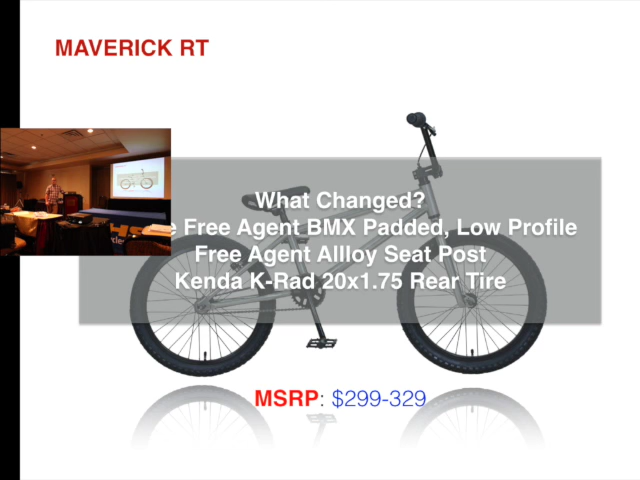 MAVERICK RT
What Changed?
Free Agent BMX Padded, Low Profile
Free Agent Allloy Seat Post
Kenda K-Rad 20x1.75 Rear Tire
MSRP: $299-329